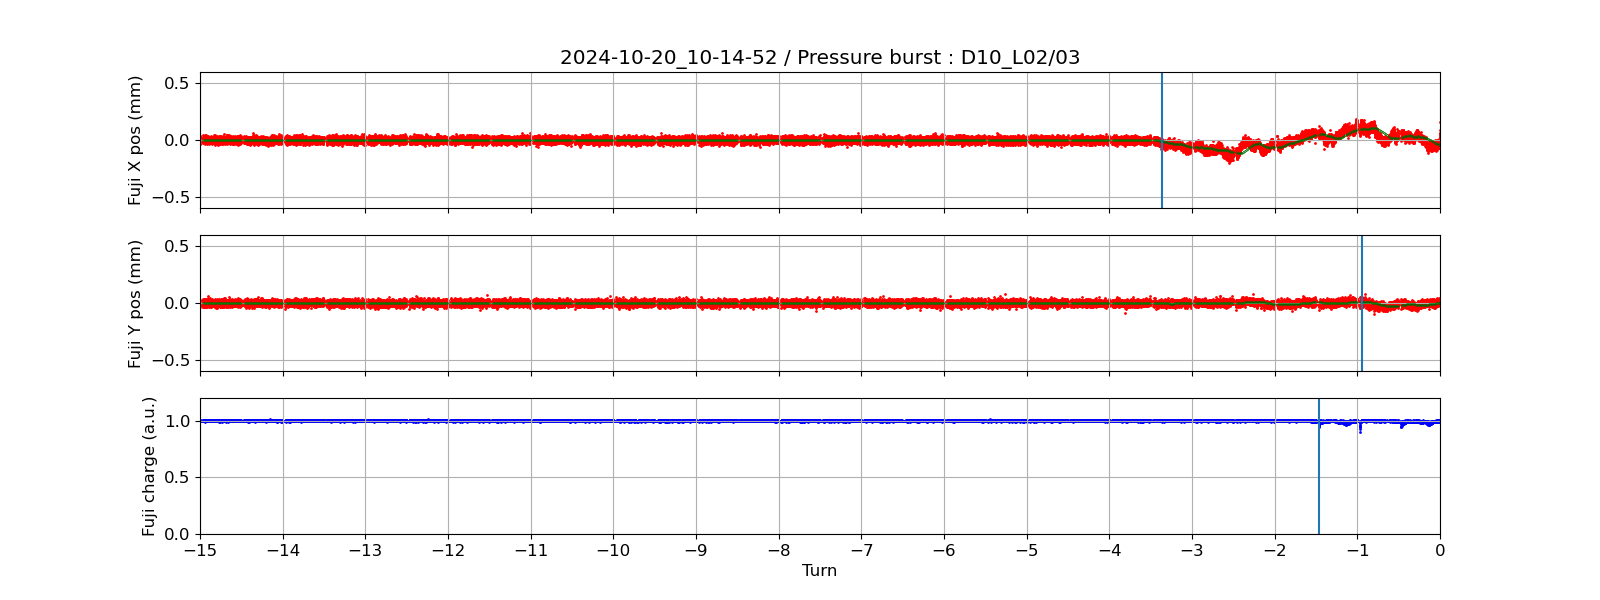 2024-10-20_10-14-52 / Pressure burst : D10_L02/03
Fuji X pos (mm)
0.5
0.0
−0.5
Fuji Y pos (mm)
0.5
0.0
−0.5
Fuji charge (a.u.)
1.0
0.5
0.0
−15 −14 −13 −12 −11 −10 −9 −8 −7 −6 −5 −4 −3 −2 −1 0
Turn